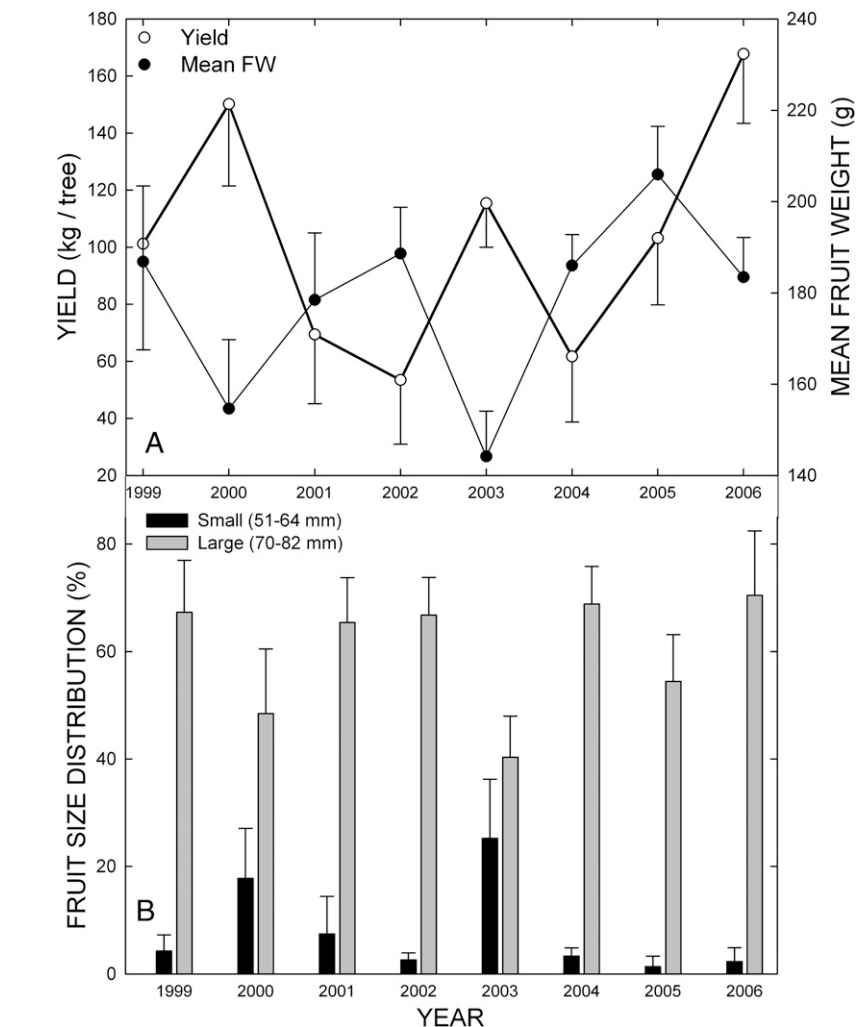 180
160
140
120
100
80
60
40
20
YIELD (kg / tree)
Yield
Mean FW
A
240
220
200
180
160
140
MEAN FRUIT WEIGHT (g)
1999 2000 2001 2002 2003 2004 2005 2006
Small (51-64 mm)
Large (70-82 mm)
80
60
40
20
0
FRUIT SIZE DISTRIBUTION (%)
B
1999 2000 2001 2002 2003 2004 2005 2006
YEAR